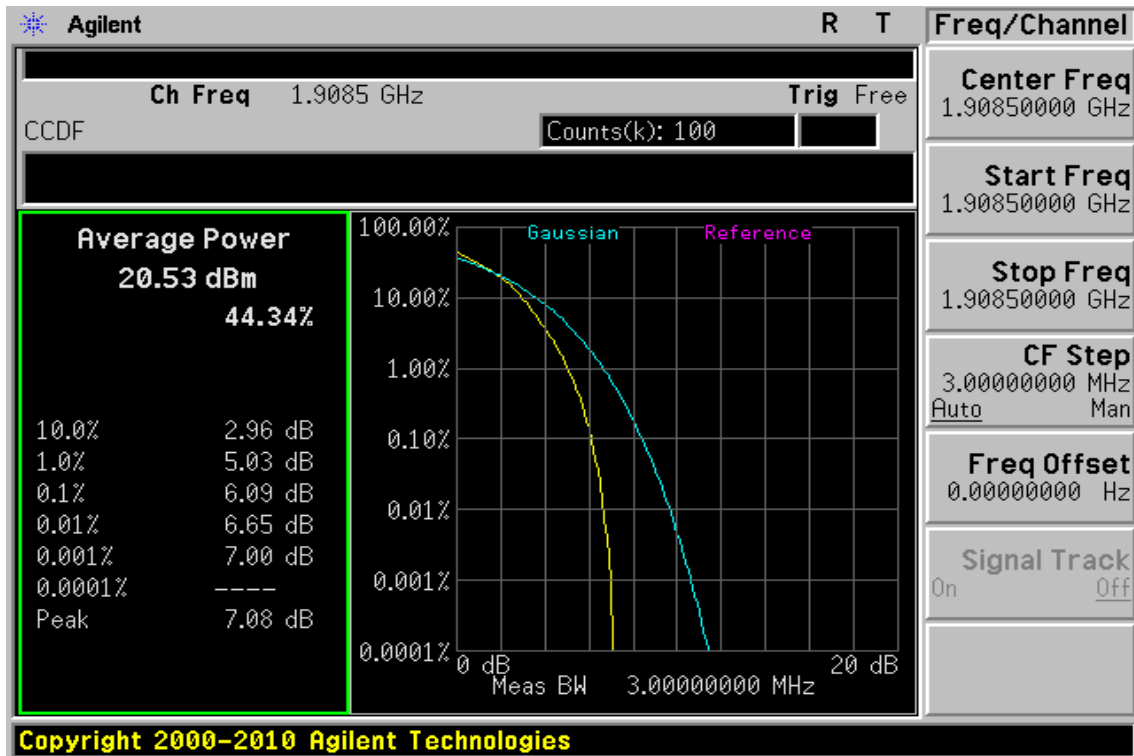 Agilent R T
Ch Freq 1.9085 GHz Trig Free
CCDF Counts(k): 100
Average Power
20.53 dBm
44.34%
10.0% 2.96 dB
1.0% 5.03 dB
0.1% 6.09 dB
0.01% 6.65 dB
0.001% 7.00 dB
0.0001% ----
Peak 7.08 dB
Gaussian Reference
100.00%
10.00%
1.00%
0.10%
0.01%
0.001%
0.0001%
0 dB 20 dB
Meas BW 3.000000000 MHz
Freq/Channel
Center Freq
1.90850000 GHz
Start Freq
1.90850000 GHz
Stop Freq
1.90850000 GHz
CF Step
3.00000000 MHz
Auto Man
Freq Offset
0.00000000 Hz
Signal Track
On Off
Copyright 2000-2010 Agilent Technologies